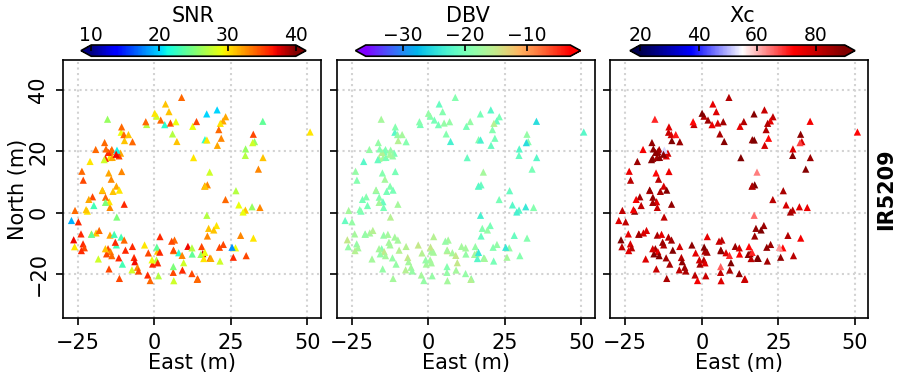 SNR DBV Xc
10 20 30 40 −30 −20 −10 20 40 60 80
40
20
0
−20
North (m)
IR5209
−25 0 25 50 −25 0 25 50 −25 0 25 50
East (m) East (m) East (m)